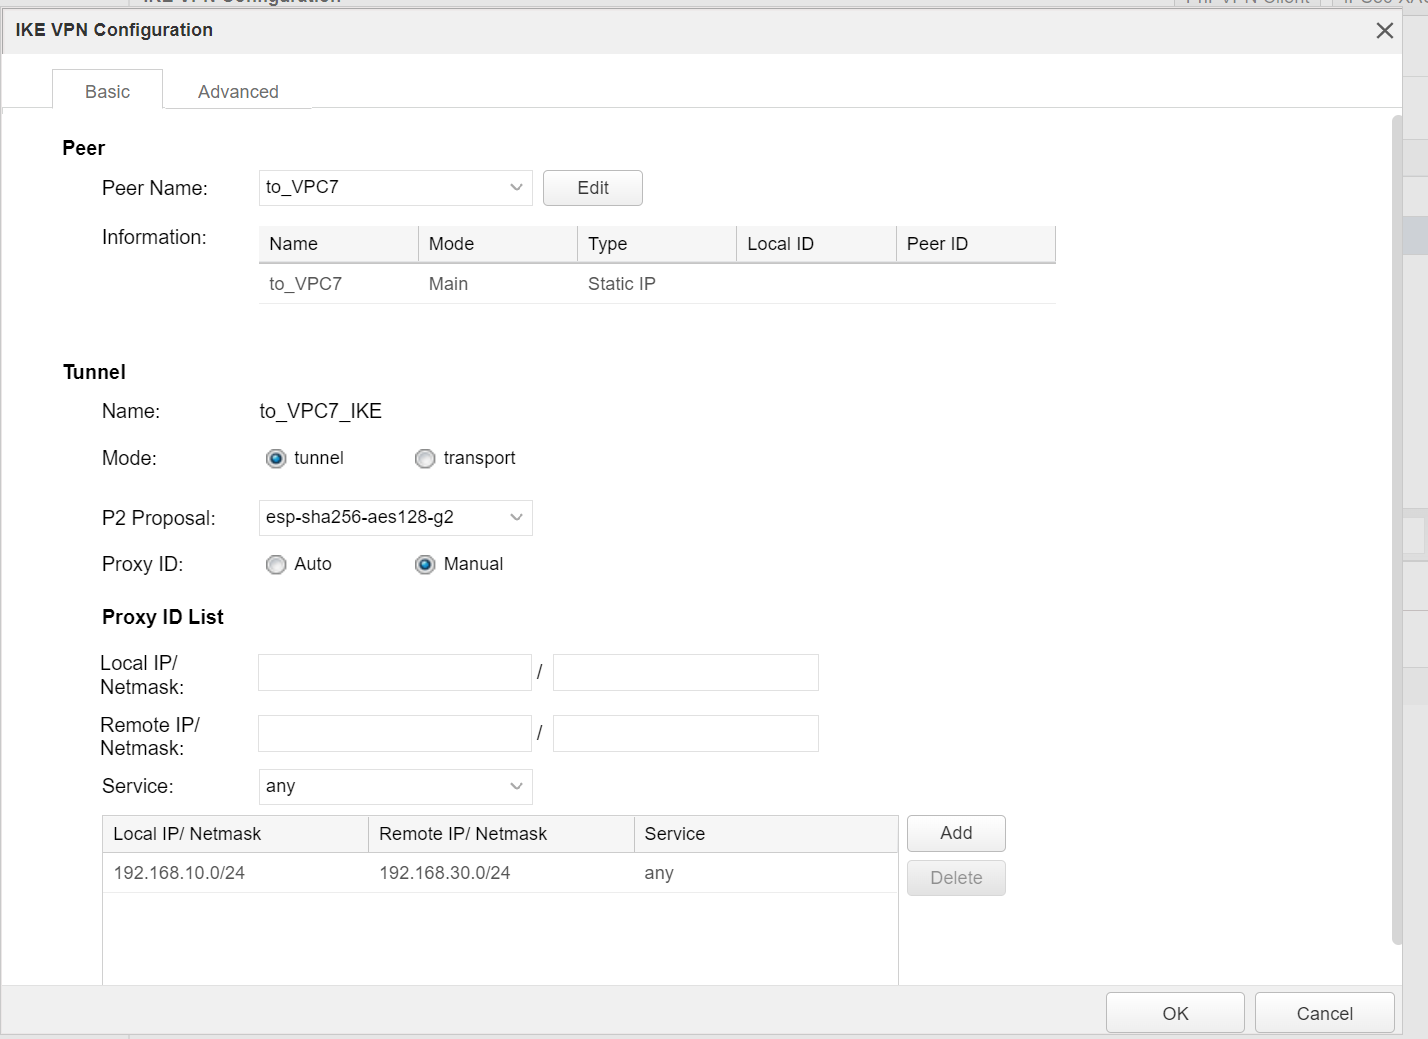 IKE VPN Configuration
Basic
Advanced
Peer
Peer Name:
to_VPC7
Edit
Information:
Name Mode Type Local ID Peer ID
to_VPC7 Main Static IP
Tunnel
Name: to_VPC7_IKE
Mode: tunnel transport
P2 Proposal: esp-sha256-aes128-g2
Proxy ID: Auto Manual
Proxy ID List
Local IP/
Netmask:
/
Remote IP/
Netmask:
/
Service: any
Local IP/ Netmask Remote IP/ Netmask Service
192.168.10.0/24 192.168.30.0/24 any
Add
Delete
OK
Cancel